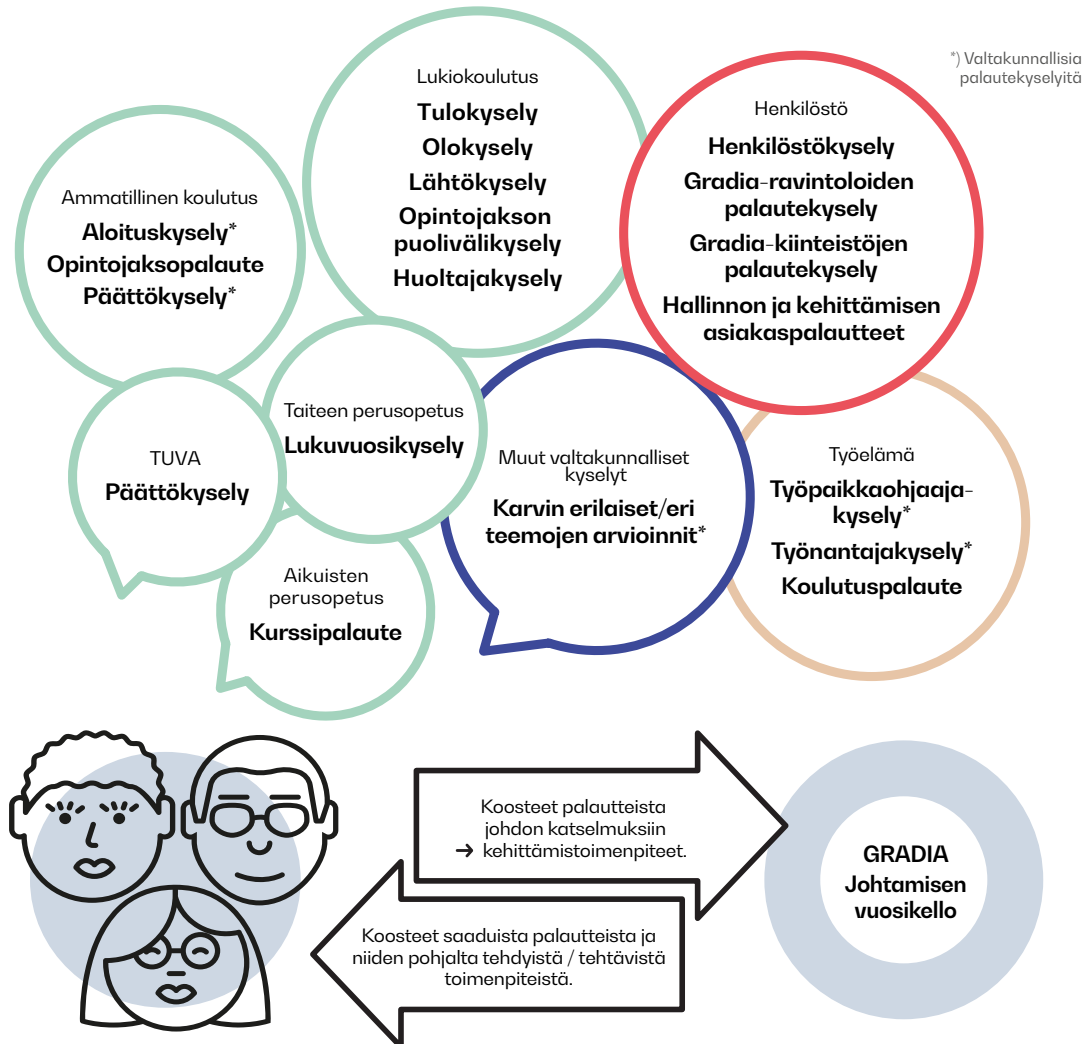 *) Valtakunnallisia
palautekyselyitä
Lukiokoulutus
Tulokysely
Olokysely
Lähtökysely
Opintojakson
puolivälikysely
Huoltajakysely
Henkilöstö
Henkilöstökysely
Gradia-ravintoloiden
palautekysely
Gradia-kiinteistöjen
palautekysely
Hallinnon ja kehittämisen
asiakaspalautteet
Ammatillinen koulutus
Aloituskysely*
Opintojaksopalaute
Päättökysely*
Taiteen perusopetus
Lukuvuosikysely
TUVA
Päättökysely
Muut valtakunnalliset
kyselyt
Karvin erilaiset/eri
teemojen arvioinnit*
Työelämä
Työpaikkaohjaaja-
kysely*
Työnantajakysely*
Koulutuspalaute
Aikuisten
perusopetus
Kurssipalaute
Koosteet palautteista
johdon katselmuksiin
→ kehittämistoimenpiteet.
GRADIA
Johtamisen
vuosikello
Koosteet saaduista palautteista ja
niiden pohjalta tehdyistä / tehtävistä
toimenpiteistä.